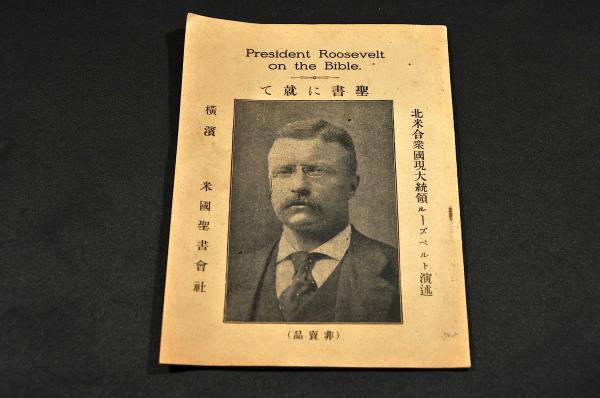 President Roosevelt
on the Bible.
聖書に就て
北米合衆國現大統領ルーズベルト演述
横濱 米國聖書會社
(非賣品)